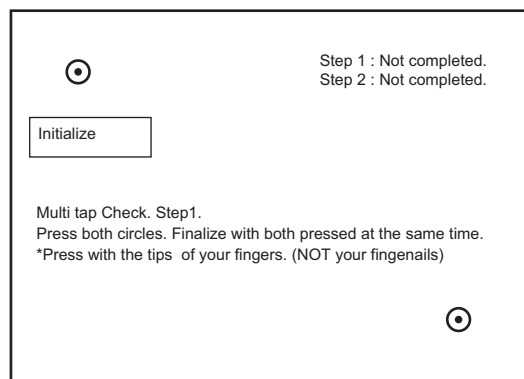 Step 1 : Not completed.
Step 2 : Not completed.
Initialize
Multi tap Check. Step1.
Press both circles. Finalize with both pressed at the same time.
*Press with the tips  of your fingers. (NOT your fingenails)